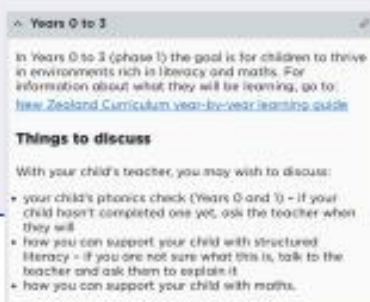 Years 0 to 3
In Years 0 to 3 (phase 1) the goal is for children to thrive
in environments rich in literacy and maths. For
information about what they will be learning, go to:
New Zealand Curriculum year-by-year learning guide
Things to discuss
With your child's teacher, you may wish to discuss:
• your child's phonics check (Years 0 and 1) – if your
child hasn't completed one yet, ask the teacher when
they will
• how you can support your child with structured
literacy – if you are not sure what this is, talk to the
teacher and ask them to explain it
• how you can support your child with maths.